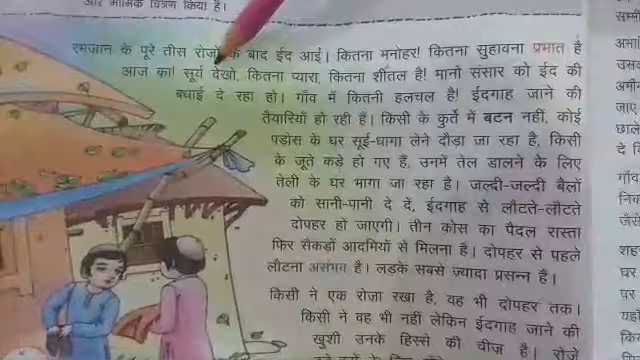 और मार्मिक चित्रण किया है।
रमजान के पूरे तीस रोज़ों के बाद ईद आई। कितना मनोहर! कितना सुहावना प्रभात है
आज का! सूर्य देखो, कितना प्यारा, कितना शीतल है! मानो संसार को ईद की
बधाई दे रहा हो। गाँव में कितनी हलचल है! ईदगाह जाने की
तैयारियाँ हो रही हैं। किसी के कुर्ते में बटन नहीं, कोई
पड़ोस के घर सूई-धागा लेने दौड़ा जा रहा है, किसी
के जूते कड़े हो गए हैं, उनमें तेल डालने के लिए
तेली के घर भागा जा रहा है। जल्दी-जल्दी बैलों
को सानी-पानी दे दें, ईदगाह से लौटते-लौटते
दोपहर हो जाएगी। तीन कोस का पैदल रास्ता
फिर सैकड़ों आदमियों से मिलना है। दोपहर से पहले
लौटना असंभव है। लड़के सबसे ज़्यादा प्रसन्न हैं।
किसी ने एक रोज़ा रखा है, वह भी दोपहर तक।
किसी ने वह भी नहीं लेकिन ईदगाह जाने की
खुशी उनके हिस्से की चीज़ है। रोज़े